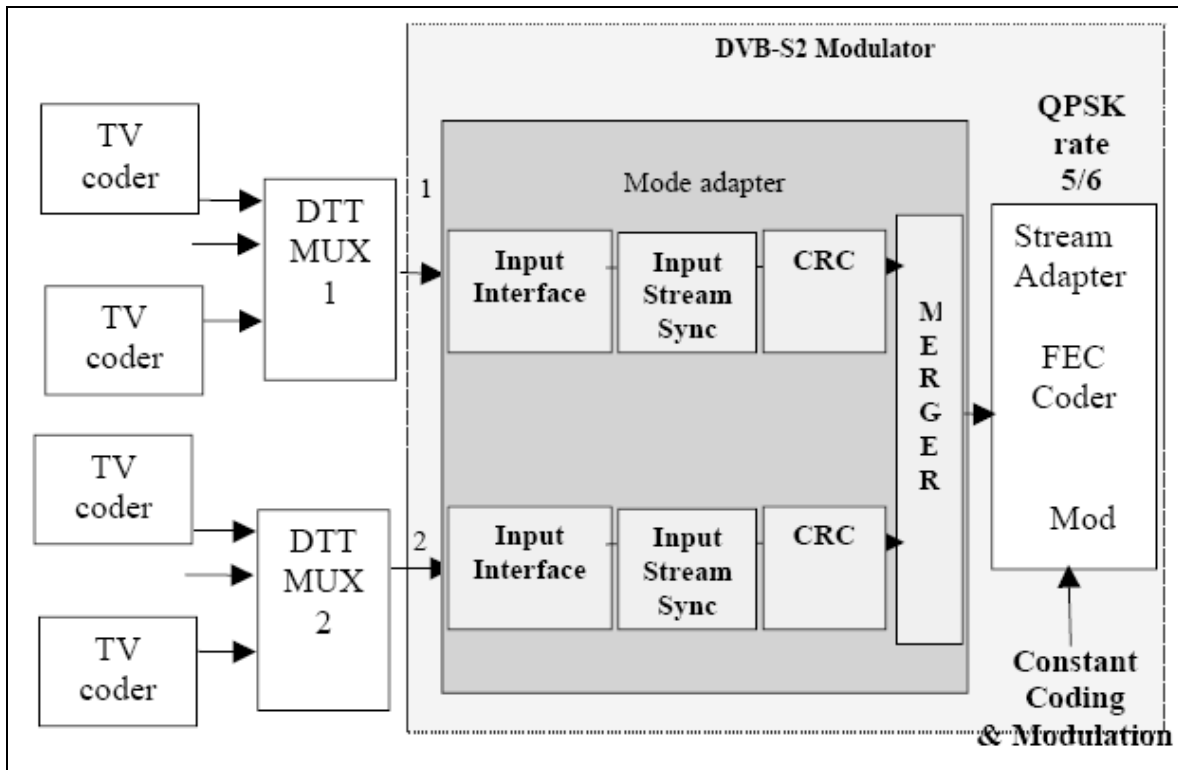 DVB-S2 Modulator
TV
coder
TV
coder
DTT
MUX
1
1
Mode adapter
Input
Interface
Input
Stream
Sync
CRC
M
E
R
G
E
R
QPSK
rate
5/6
Stream
Adapter
FEC
Coder
Mod
TV
coder
TV
coder
DTT
MUX
2
2
Input
Interface
Input
Stream
Sync
CRC
Constant
Coding
& Modulation